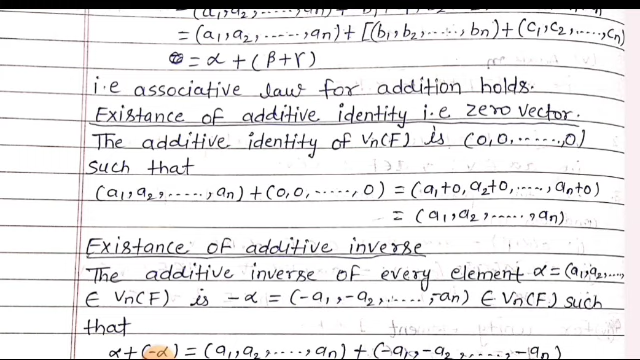 = (a1, a2, ......, an) + [(b1, b2, ......, bn) + (c1, c2, ....., cn)
= α + (β+γ)
i.e associative law for addition holds.
Existance of additive identity i.e zero vector.
The additive identity of Vn(F) is (0,0, ......,0)
such that
(a1, a2, ......, an) + (0,0, ......, 0) = (a1+0, a2+0, ....., an+0)
= (a1, a2, ......, an)
Existance of additive inverse
The additive inverse of every element α = (a1, a2, ....
∈ Vn(F) is -α = (-a1, -a2, ......, -an) ∈ Vn(F) such
that
α + (-α) = (a1, a2, ......, an) + (-a1, -a2, ......, -an)